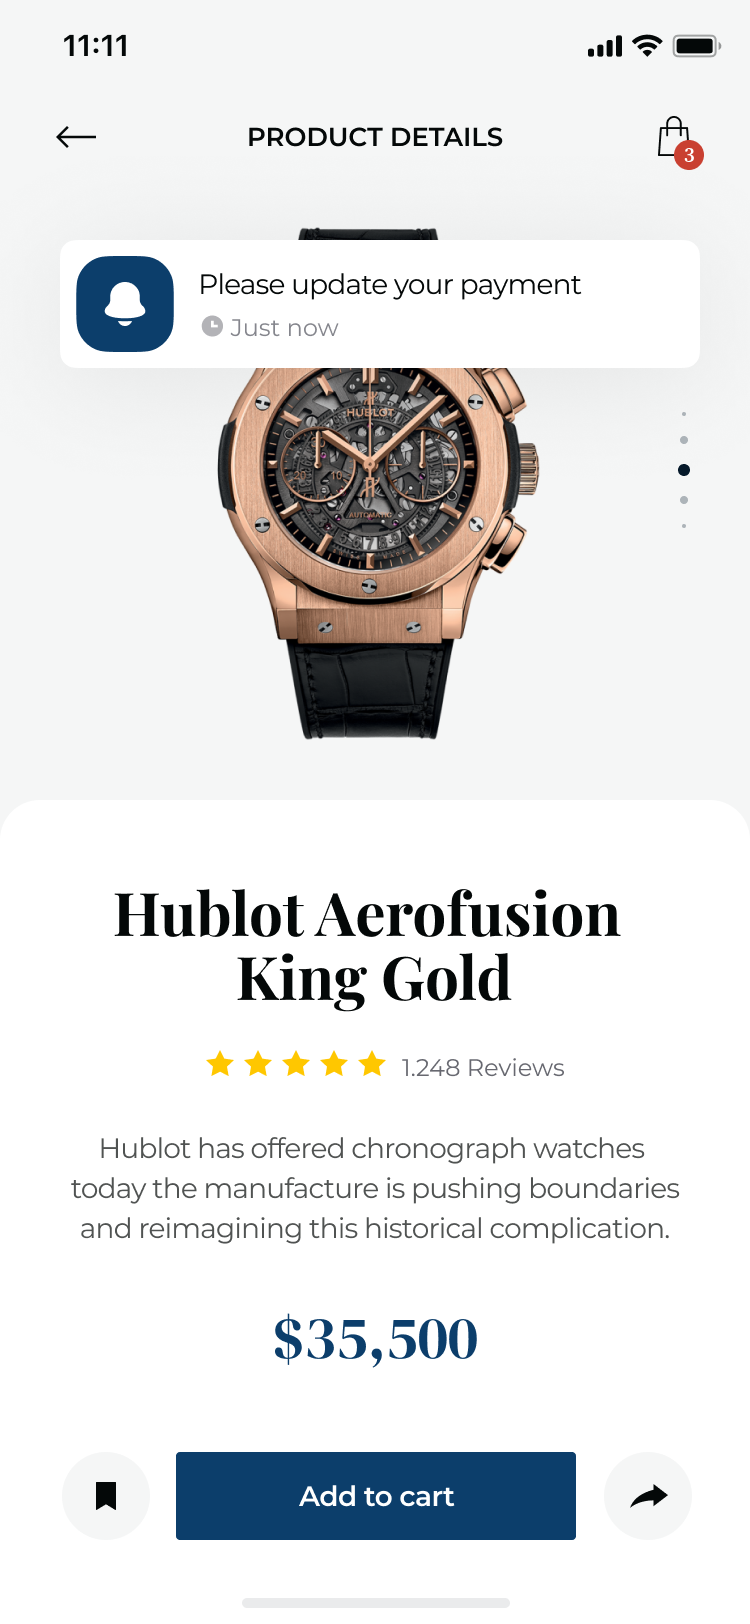 11:11
PRODUCT DETAILS
3
Please update your payment
Just now
HUBLOT
20
10
AUTOMATIC
Hublot Aerofusion
King Gold
1.248 Reviews
Hublot has offered chronograph watches
today the manufacture is pushing boundaries
and reimagining this historical complication.
$35,500
Add to cart